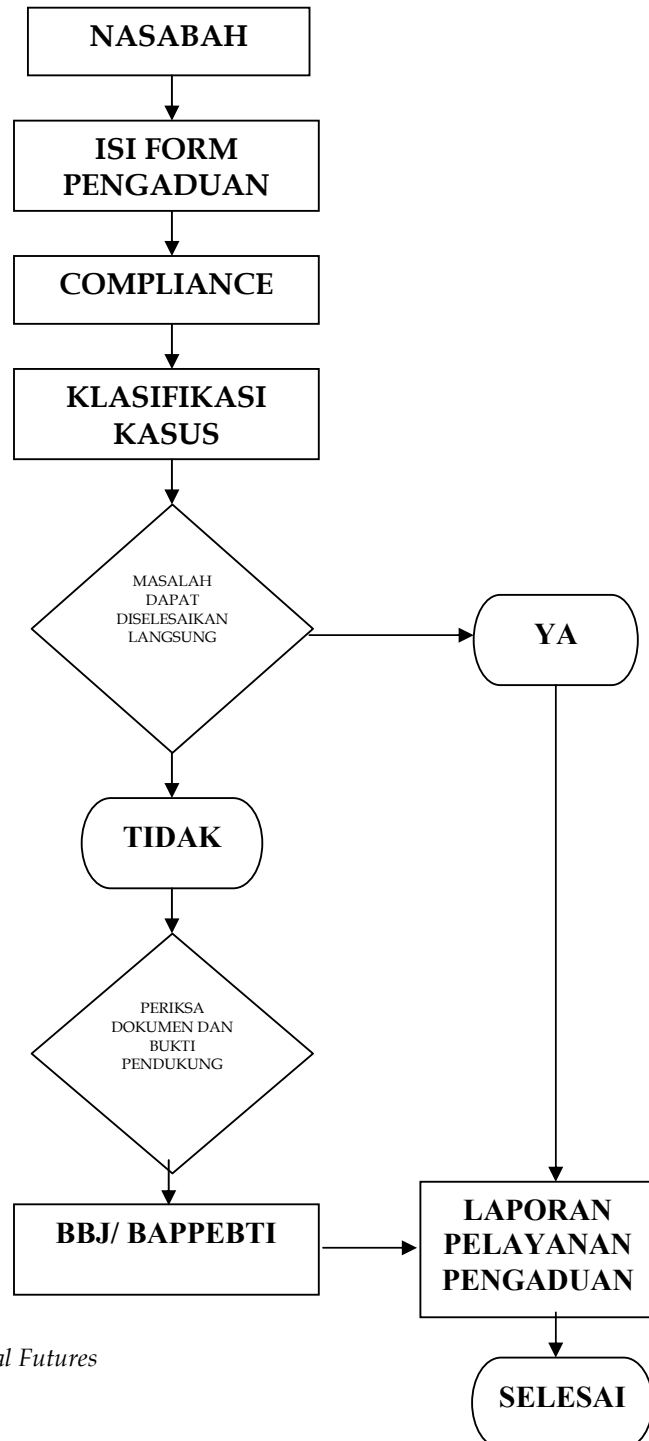 NASABAH
ISI FORM
PENGADUAN
COMPLIANCE
KLASIFIKASI
KASUS
MASALAH
DAPAT
DISELESAIKAN
LANGSUNG
YA
TIDAK
PERIKSA
DOKUMEN DAN
BUKTI
PENDUKUNG
BBJ/ BAPPEBTI
LAPORAN
PELAYANAN
PENGADUAN
al Futures
SELESAI